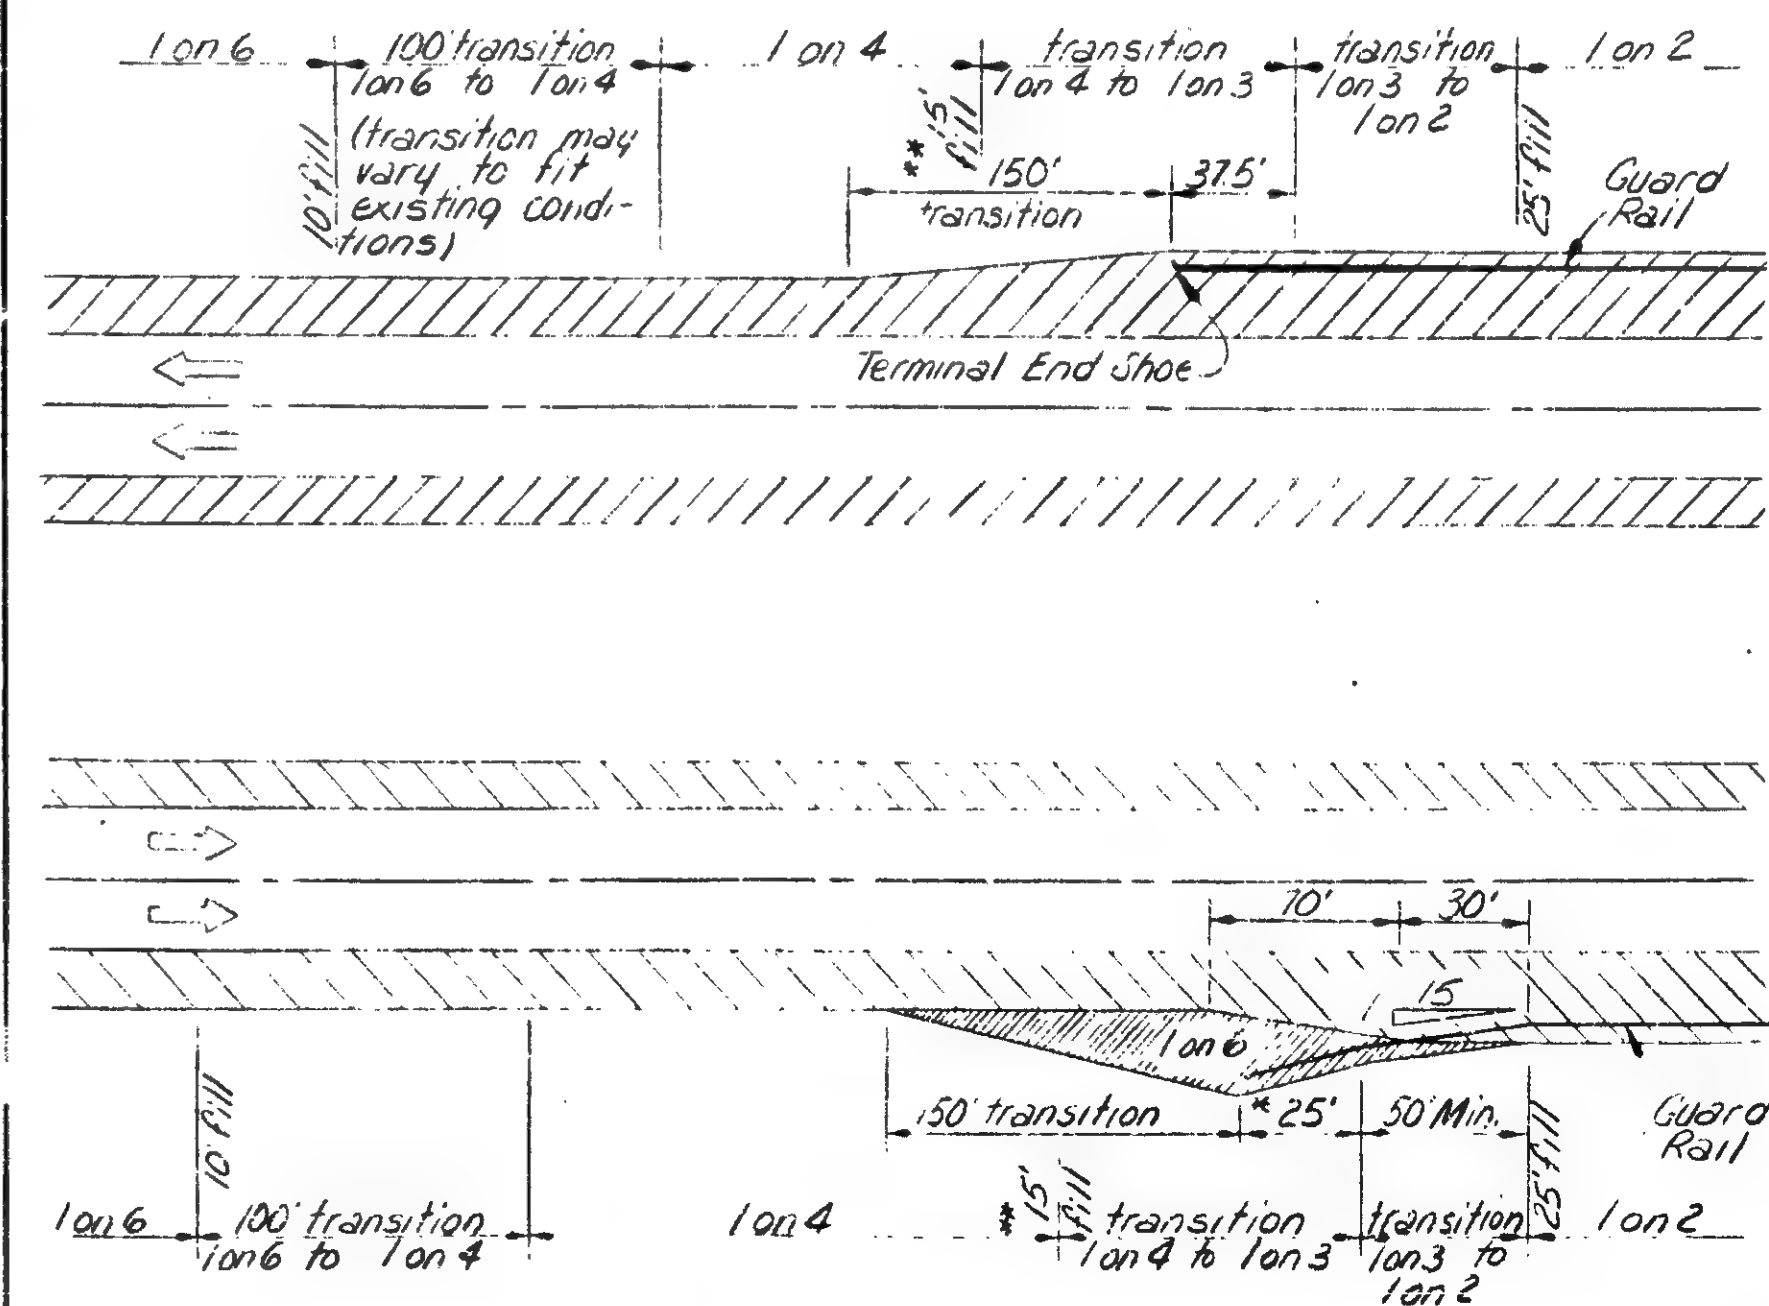 1 on 6
100' transition
1 on 6 to 1 on 4
(transition may
vary to fit
existing condi-
tions)
10' fill
1 on 4
** 15'
fill
transition
1 on 4 to 1 on 3
transition
1 on 3 to
1 on 2
1 on 2
25' fill
150'
transition
37.5'
Guard
Rail
Terminal End Shoe
70'
30'
15
1 on 6
150' transition
* 25'
50' Min.
Guard
Rail
10' fill
** 15'
fill
25' fill
1 on 6
100' transition
1 on 6 to 1 on 4
1 on 4
transition
1 on 4 to 1 on 3
transition
1 on 3 to
1 on 2
1 on 2